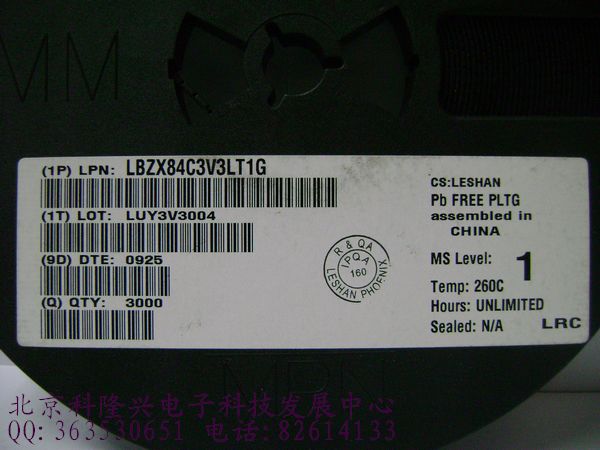 MM
(1P) LPN: LBZX84C3V3LT1G
(1T) LOT: LUY3V3004
(9D) DTE: 0925
(Q) QTY: 3000
R & QA
IPQA
160
LESHAN PHOENIX
CS:LESHAN
Pb FREE PLTG
assembled in
CHINA
MS Level: 1
Temp: 260C
Hours: UNLIMITED
Sealed: N/A
LRC
MPN
北京科隆兴电子科技发展中心
QQ: 363530651 电话: 82614133